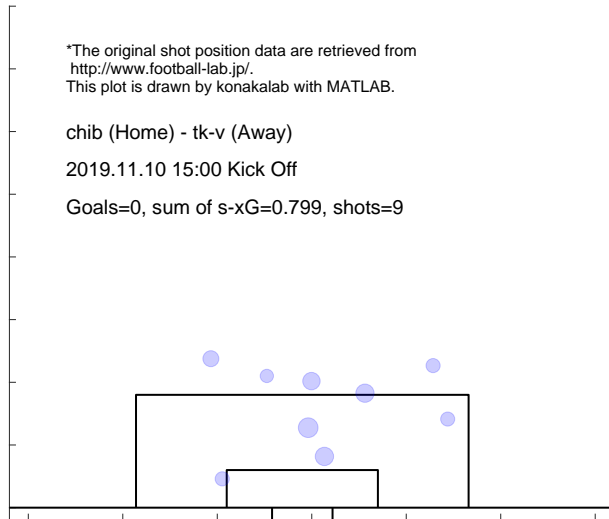 *The original shot position data are retrieved from
http://www.football-lab.jp/.
This plot is drawn by konakalab with MATLAB.
chib (Home) - tk-v (Away)
2019.11.10 15:00 Kick Off
Goals=0, sum of s-xG=0.799, shots=9